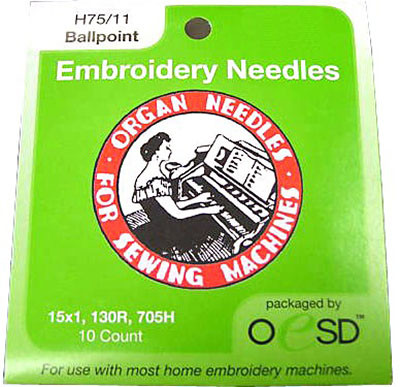 H75/11
Ballpoint
Embroidery Needles
• ORGAN NEEDLES •
FOR SEWING MACHINES
15x1, 130R, 705H
10 Count
packaged by
OeSD™
For use with most home embroidery machines.